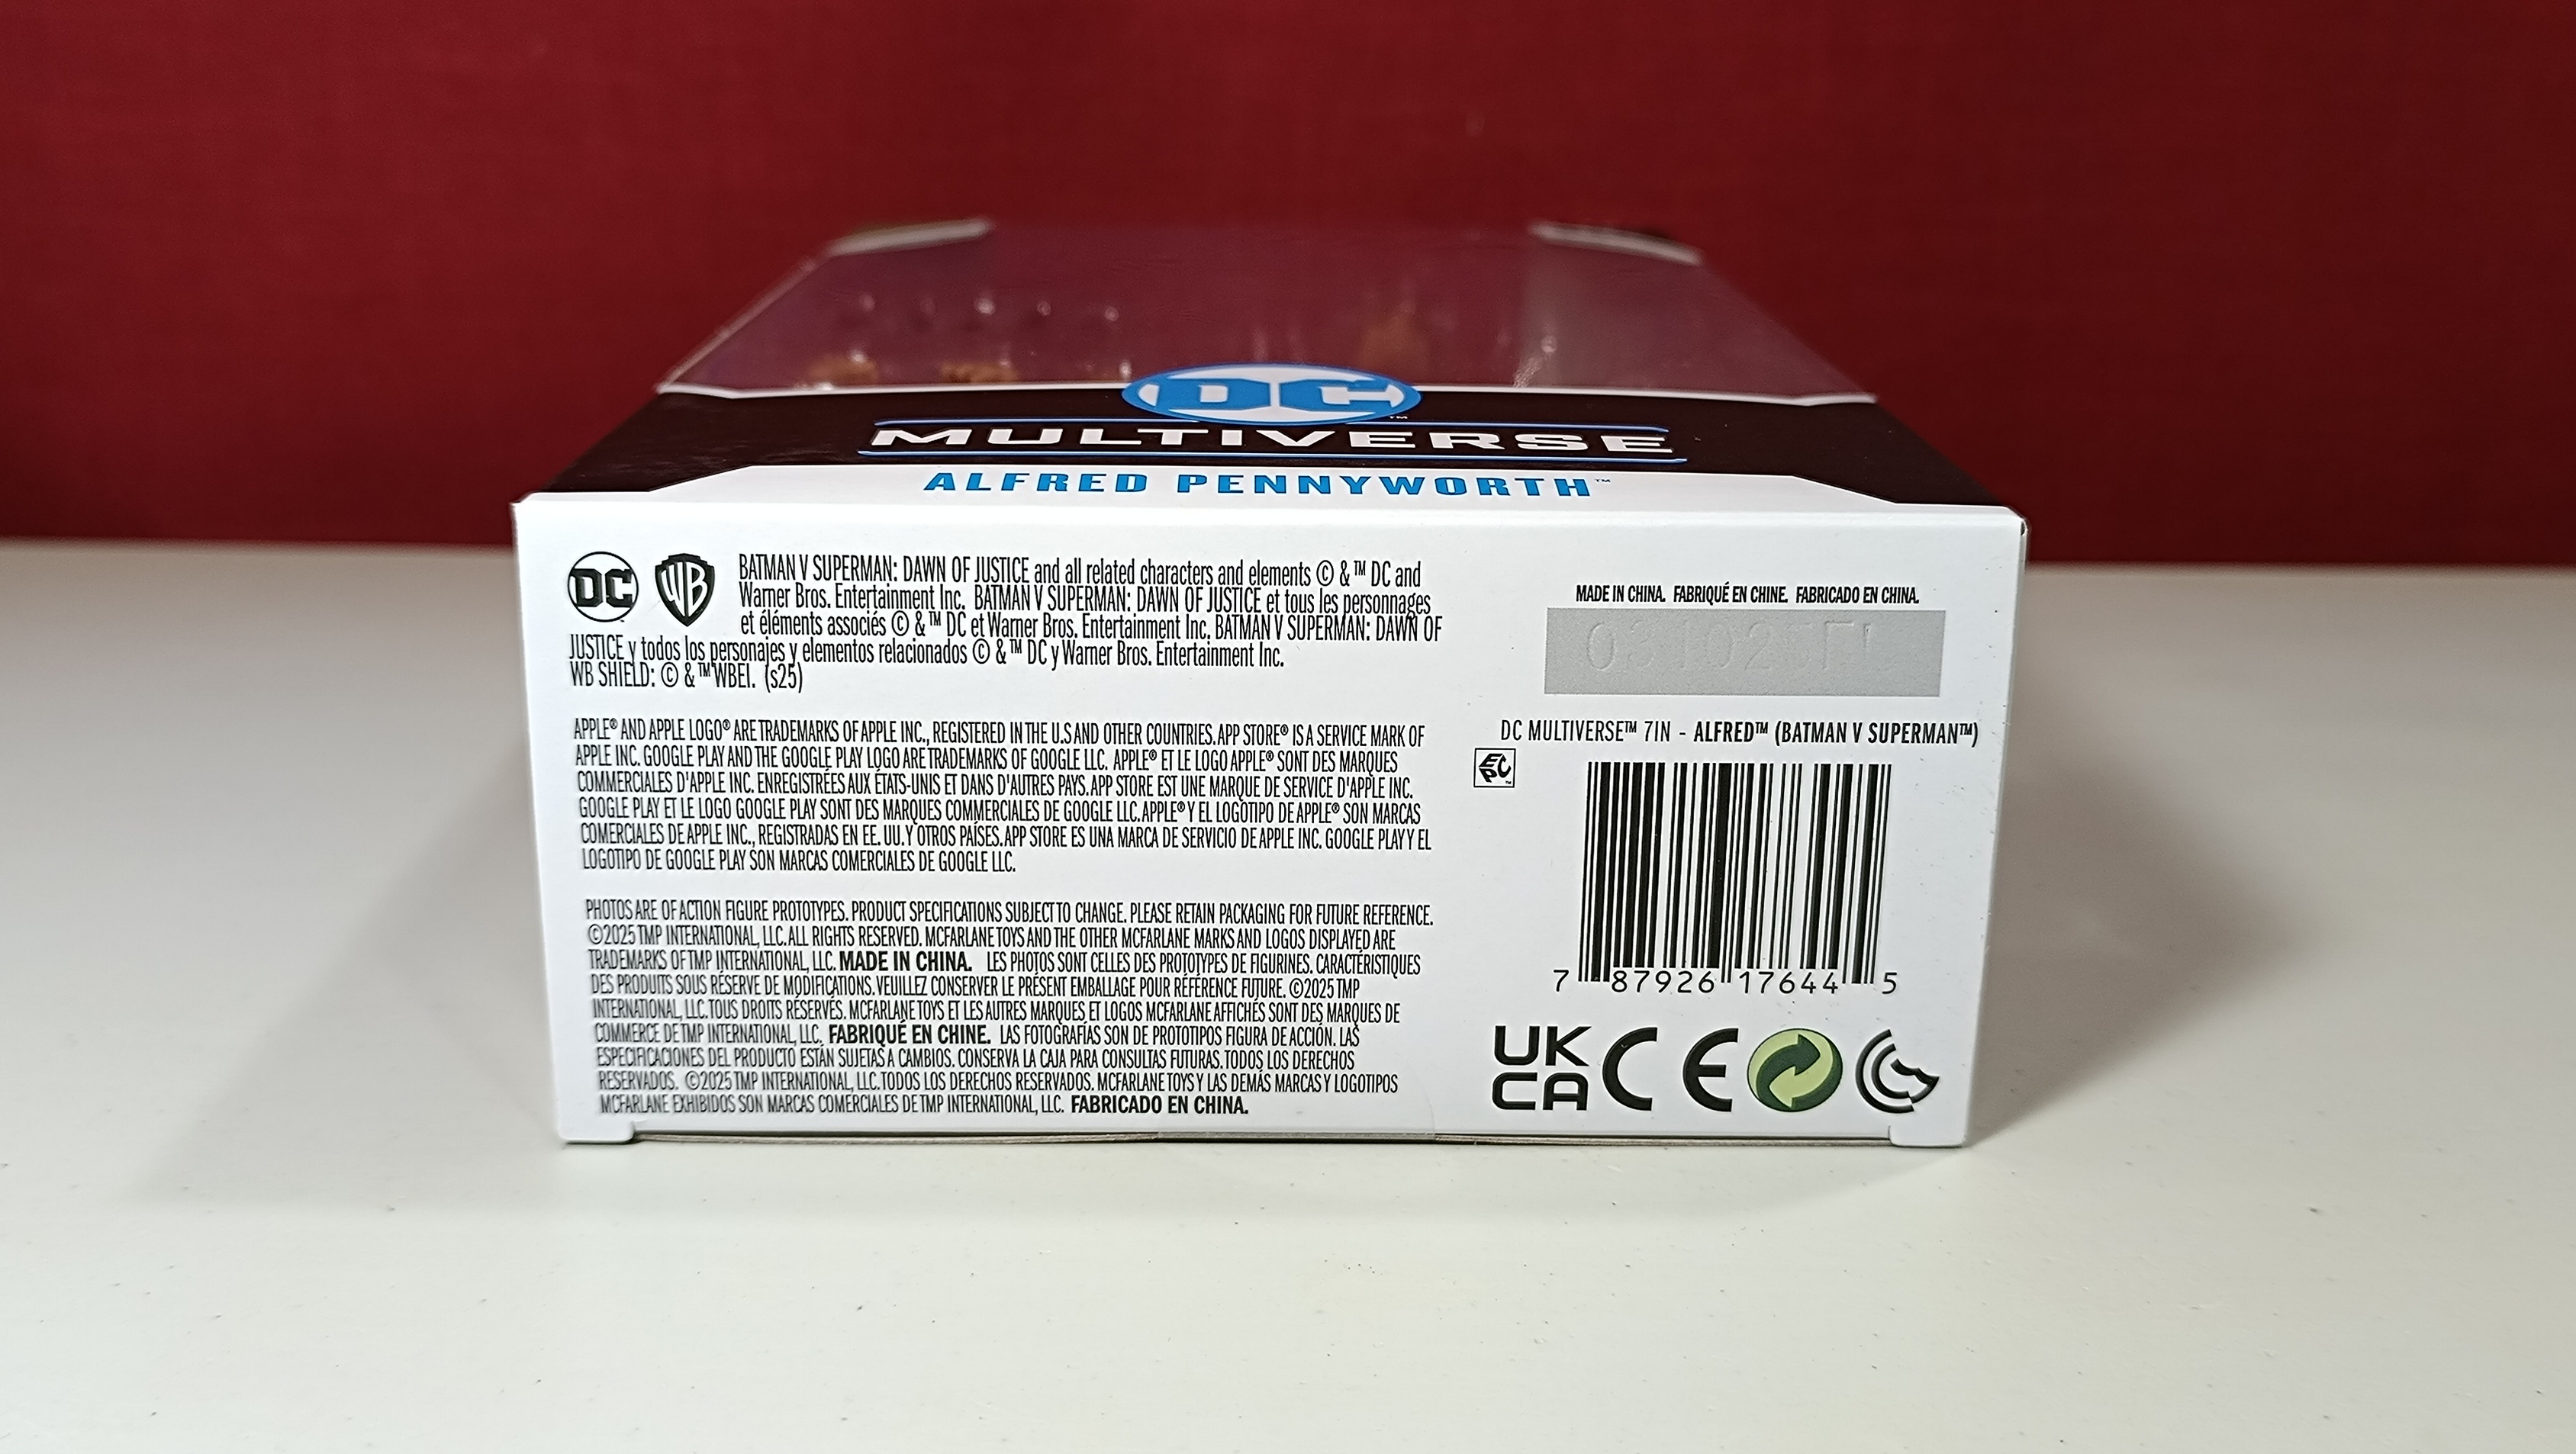 DC™
MULTIVERSE
ALFRED PENNYWORTH™
DC WB BATMAN V SUPERMAN: DAWN OF JUSTICE and all related characters and elements © & ™ DC and
Warner Bros. Entertainment Inc. BATMAN V SUPERMAN: DAWN OF JUSTICE et tous les personnages
et éléments associés © & ™ DC et Warner Bros. Entertainment Inc. BATMAN V SUPERMAN: DAWN OF
JUSTICE y todos los personajes y elementos relacionados © & ™ DC y Warner Bros. Entertainment Inc.
WB SHIELD: © & ™ WBEI. (s25)
APPLE® AND APPLE LOGO® ARE TRADEMARKS OF APPLE INC., REGISTERED IN THE U.S AND OTHER COUNTRIES. APP STORE® IS A SERVICE MARK OF
APPLE INC. GOOGLE PLAY AND THE GOOGLE PLAY LOGO ARE TRADEMARKS OF GOOGLE LLC. APPLE® ET LE LOGO APPLE® SONT DES MARQUES
COMMERCIALES D'APPLE INC. ENREGISTRÉES AUX ÉTATS-UNIS ET DANS D'AUTRES PAYS. APP STORE EST UNE MARQUE DE SERVICE D'APPLE INC.
GOOGLE PLAY ET LE LOGO GOOGLE PLAY SONT DES MARQUES COMMERCIALES DE GOOGLE LLC. APPLE® Y EL LOGOTIPO DE APPLE® SON MARCAS
COMERCIALES DE APPLE INC., REGISTRADAS EN EE. UU. Y OTROS PAÍSES. APP STORE ES UNA MARCA DE SERVICIO DE APPLE INC. GOOGLE PLAY Y EL
LOGOTIPO DE GOOGLE PLAY SON MARCAS COMERCIALES DE GOOGLE LLC.
PHOTOS ARE OF ACTION FIGURE PROTOTYPES. PRODUCT SPECIFICATIONS SUBJECT TO CHANGE. PLEASE RETAIN PACKAGING FOR FUTURE REFERENCE.
©2025 TMP INTERNATIONAL, LLC. ALL RIGHTS RESERVED. MCFARLANE TOYS AND THE OTHER MCFARLANE MARKS AND LOGOS DISPLAYED ARE
TRADEMARKS OF TMP INTERNATIONAL, LLC. MADE IN CHINA. LES PHOTOS SONT CELLES DES PROTOTYPES DE FIGURINES. CARACTÉRISTIQUES
DES PRODUITS SOUS RÉSERVE DE MODIFICATIONS. VEUILLEZ CONSERVER LE PRÉSENT EMBALLAGE POUR RÉFÉRENCE FUTURE. ©2025 TMP
INTERNATIONAL, LLC. TOUS DROITS RÉSERVÉS. MCFARLANE TOYS ET LES AUTRES MARQUES ET LOGOS MCFARLANE AFFICHÉS SONT DES MARQUES DE
COMMERCE DE TMP INTERNATIONAL, LLC. FABRIQUÉ EN CHINE. LAS FOTOGRAFÍAS SON DE PROTOTIPOS FIGURA DE ACCIÓN. LAS
ESPECIFICACIONES DEL PRODUCTO ESTÁN SUJETAS A CAMBIOS. CONSERVA LA CAJA PARA CONSULTAS FUTURAS. TODOS LOS DERECHOS
RESERVADOS. ©2025 TMP INTERNATIONAL, LLC. TODOS LOS DERECHOS RESERVADOS. MCFARLANE TOYS Y LAS DEMÁS MARCAS Y LOGOTIPOS
MCFARLANE EXHIBIDOS SON MARCAS COMERCIALES DE TMP INTERNATIONAL, LLC. FABRICADO EN CHINA.
MADE IN CHINA. FABRIQUÉ EN CHINE. FABRICADO EN CHINA.
DC MULTIVERSE™ 7IN - ALFRED™ (BATMAN V SUPERMAN™)
EPC
7 87926 17644 5
UK
CA CE